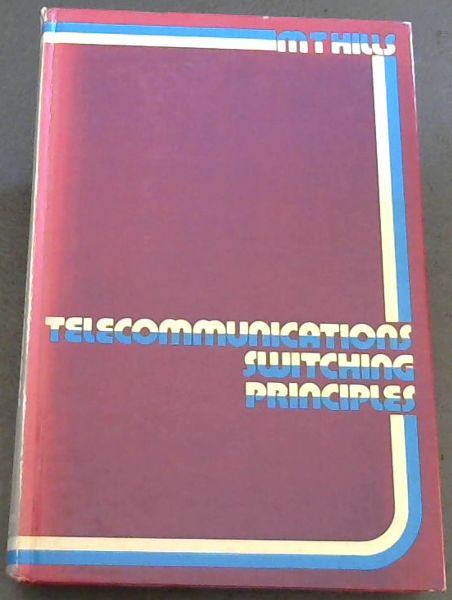 M T HILLS
TELECOMMUNICATIONS
SWITCHING
PRINCIPLES